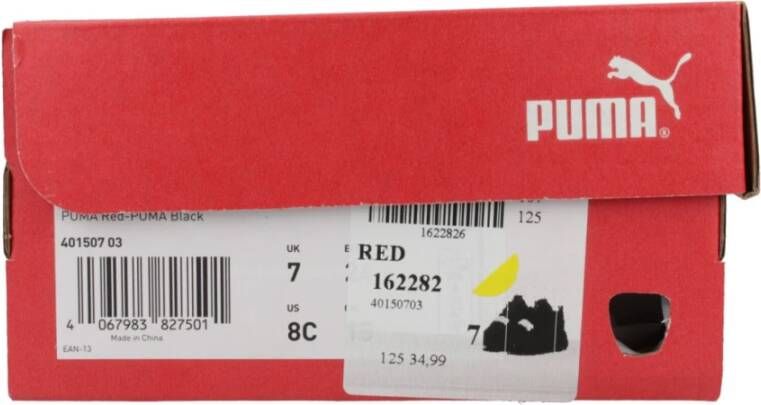 PUMA®
PUMA Red-PUMA Black
401507 03
UK
7
US
8C
4 067983 827501
Made in China
EAN-13
125
1622826
RED
162282
40150703
7
125 34,99